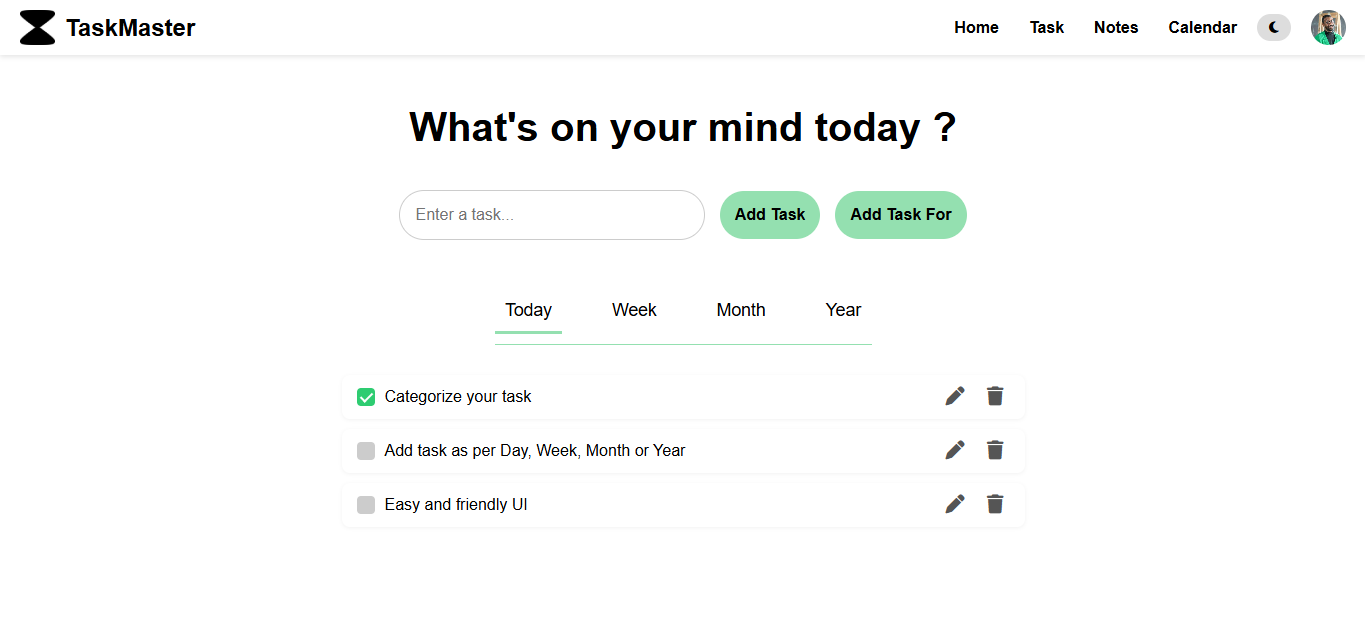 TaskMaster
Home Task Notes Calendar
What's on your mind today ?
Enter a task... Add Task Add Task For
Today Week Month Year
Categorize your task
Add task as per Day, Week, Month or Year
Easy and friendly UI